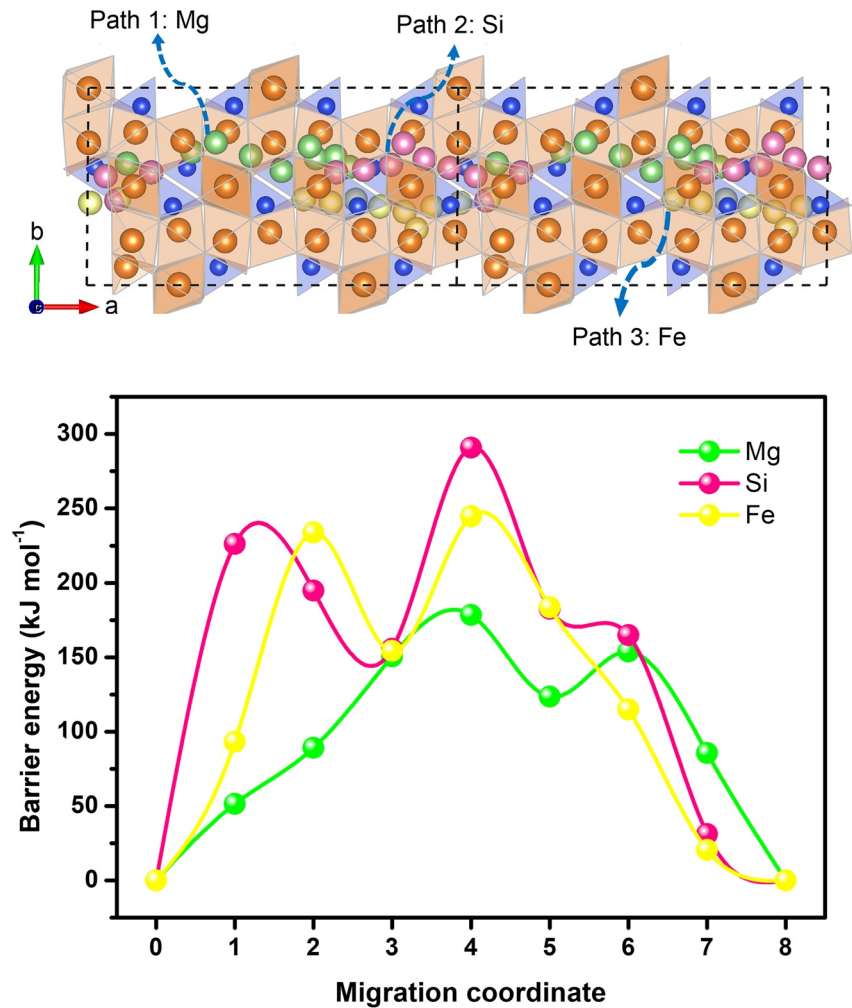 Path 1: Mg
Path 2: Si
b
c
a
Path 3: Fe
Barrier energy (kJ mol⁻¹)
300
250
200
150
100
50
0
Mg
Si
Fe
0 1 2 3 4 5 6 7 8
Migration coordinate